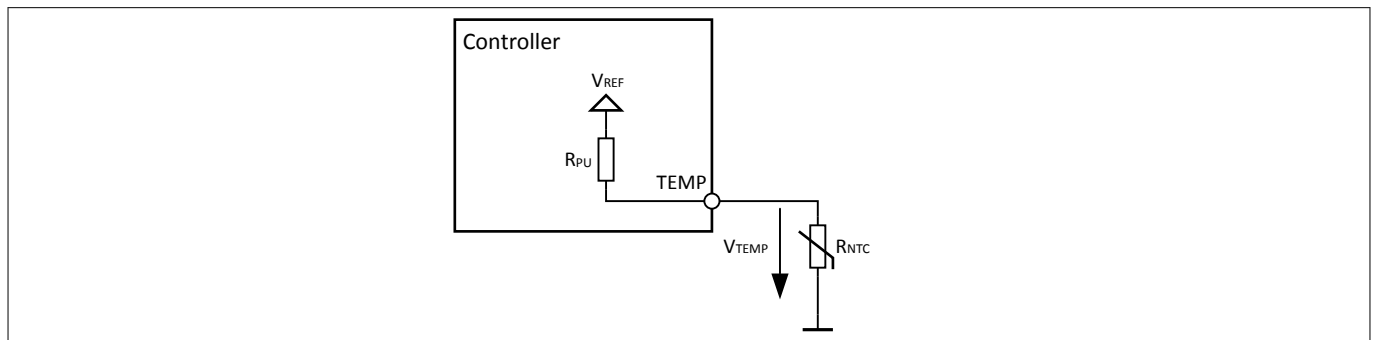 Controller
VREF
RPU
TEMP
VTEMP
RNTC